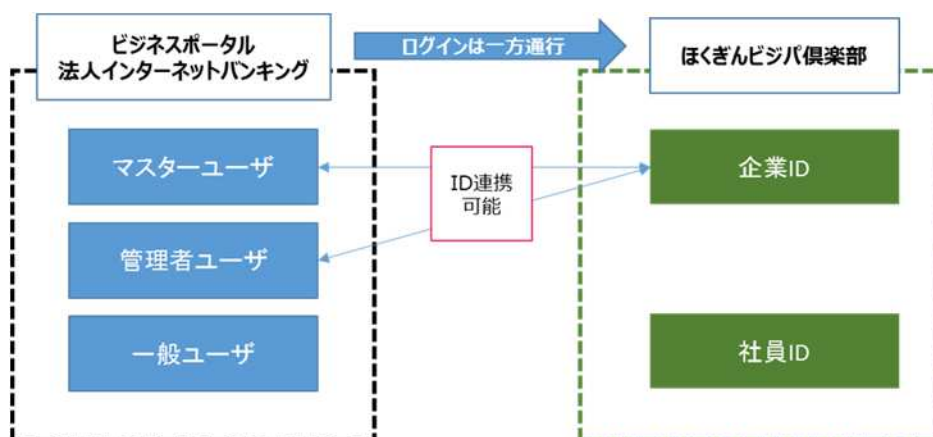 ビジネスポータル
法人インターネットバンキング
ログインは一方通行
ほくぎんビジパ倶楽部
マスターユーザ
ID連携
可能
企業ID
管理者ユーザ
一般ユーザ
社員ID